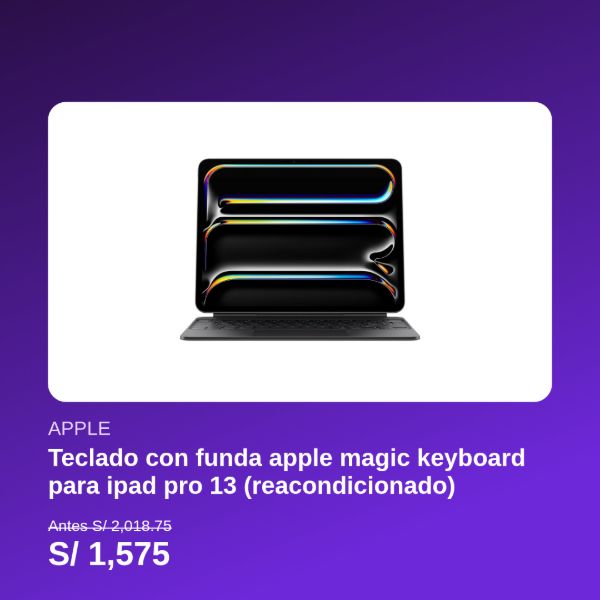 APPLE
Teclado con funda apple magic keyboard
para ipad pro 13 (reacondicionado)
Antes S/ 2,018.75
S/ 1,575